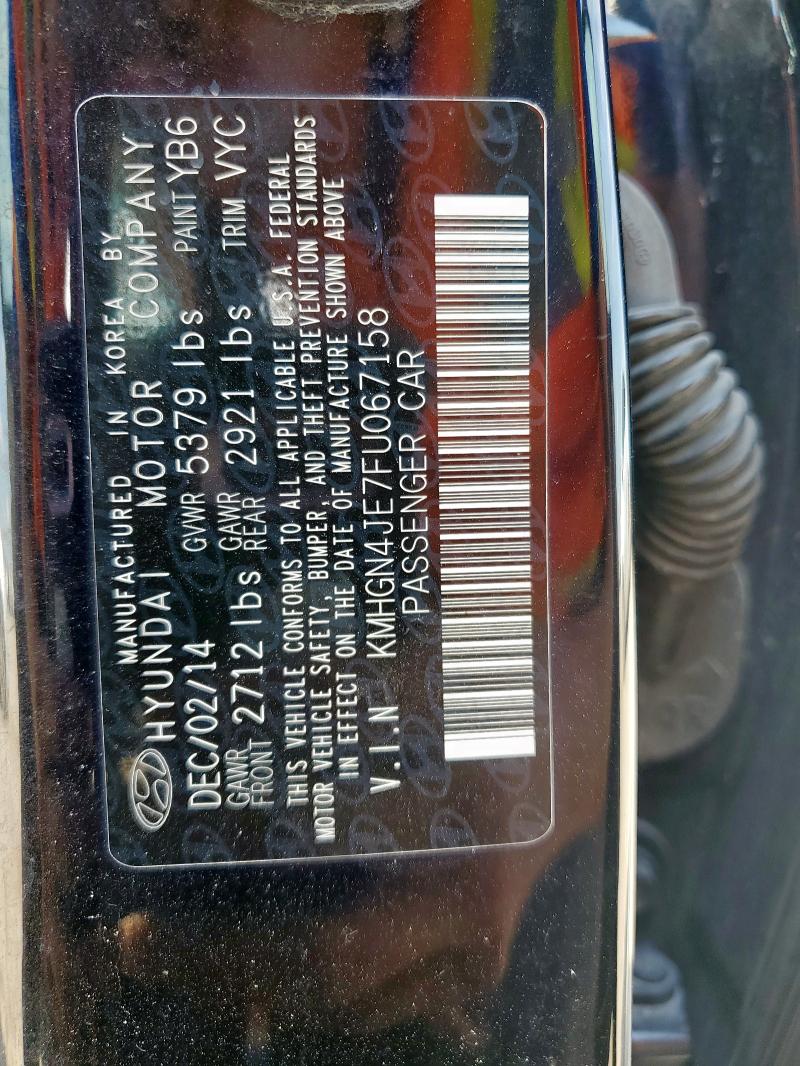 MANUFACTURED IN KOREA BY
HYUNDAI MOTOR COMPANY
DEC/02/14 GVWR 5379 lbs PAINT YB6
GAWR FRONT 2712 lbs GAWR REAR 2921 lbs TRIM VYC
THIS VEHICLE CONFORMS TO ALL APPLICABLE U.S.A. FEDERAL
MOTOR VEHICLE SAFETY, BUMPER, AND THEFT PREVENTION STANDARDS
IN EFFECT ON THE DATE OF MANUFACTURE SHOWN ABOVE
V.I.N KMHGN4JE7FU067158
PASSENGER CAR